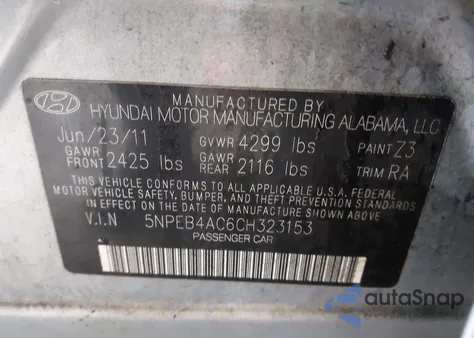 MANUFACTURED BY
HYUNDAI MOTOR MANUFACTURING ALABAMA, LLC
Jun/23/11 GVWR 4299 lbs PAINT Z3
GAWR FRONT 2425 lbs GAWR REAR 2116 lbs TRIM RA
THIS VEHICLE CONFORMS TO ALL APPLICABLE U.S.A. FEDERAL
MOTOR VEHICLE SAFETY, BUMPER, AND THEFT PREVENTION STANDARDS
IN EFFECT ON THE DATE OF MANUFACTURE SHOWN ABOVE.
V.I.N 5NPEB4AC6CH323153
PASSENGER CAR
autoSnap